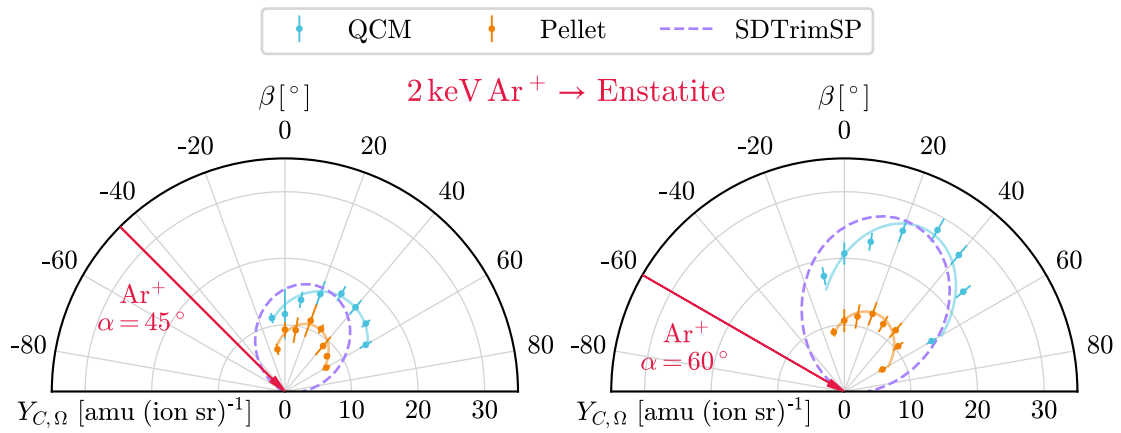 QCM Pellet SDTrimSP
2 keV Ar⁺ → Enstatite
β[°]
0
-20 20
-40 40
-60 60
-80 80
Ar⁺
α = 45°
Y_{C,Ω} [amu (ion sr)⁻¹] 0 10 20 30
β[°]
0
-20 20
-40 40
-60 60
-80 80
Ar⁺
α = 60°
Y_{C,Ω} [amu (ion sr)⁻¹] 0 10 20 30